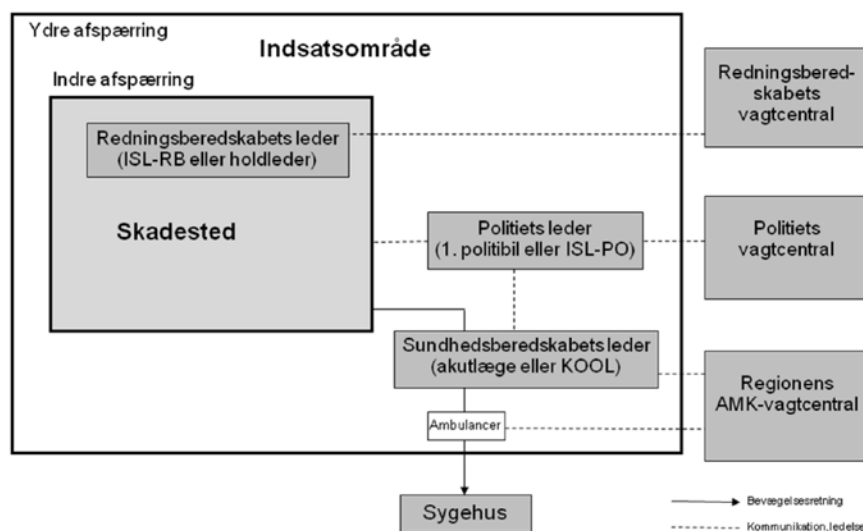 Ydre afspærring
Indsatsområde
Indre afspærring
Redningsberedskabets leder
(ISL-RB eller holdleder)
Skadested
Redningsbered-
skabets
vagtcentral
Politiets leder
(1. politibil eller ISL-PO)
Politiets
vagtcentral
Sundhedsberedskabets leder
(akutlæge eller KOOL)
Regionens
AMK-vagtcentral
Ambulancer
Sygehus
Bevægelsesretning
Kommunikation,ledelse